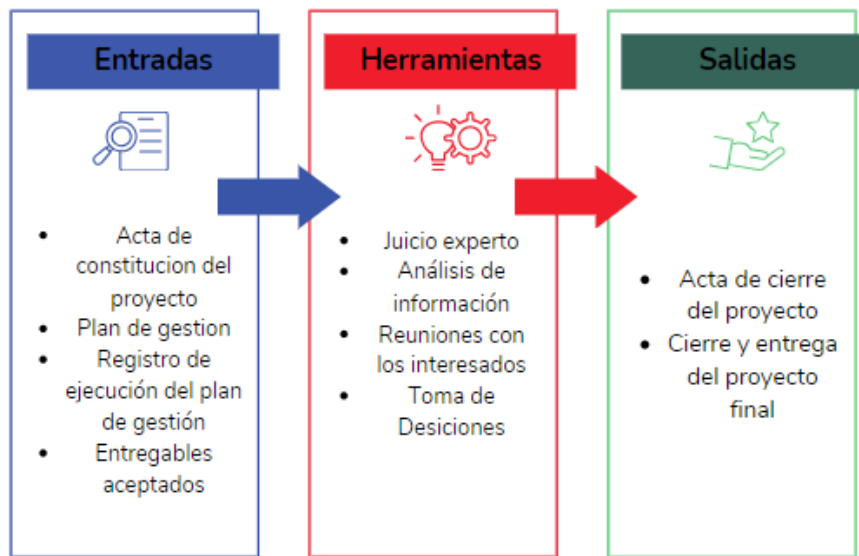 Entradas
Acta de
constitucion del
proyecto
Plan de gestion
Registro de
ejecución del plan
de gestión
Entregables
aceptados
Herramientas
Juicio experto
Análisis de
información
Reuniones con
los interesados
Toma de
Desiciones
Salidas
Acta de cierre
del proyecto
Cierre y entrega
del proyecto
final